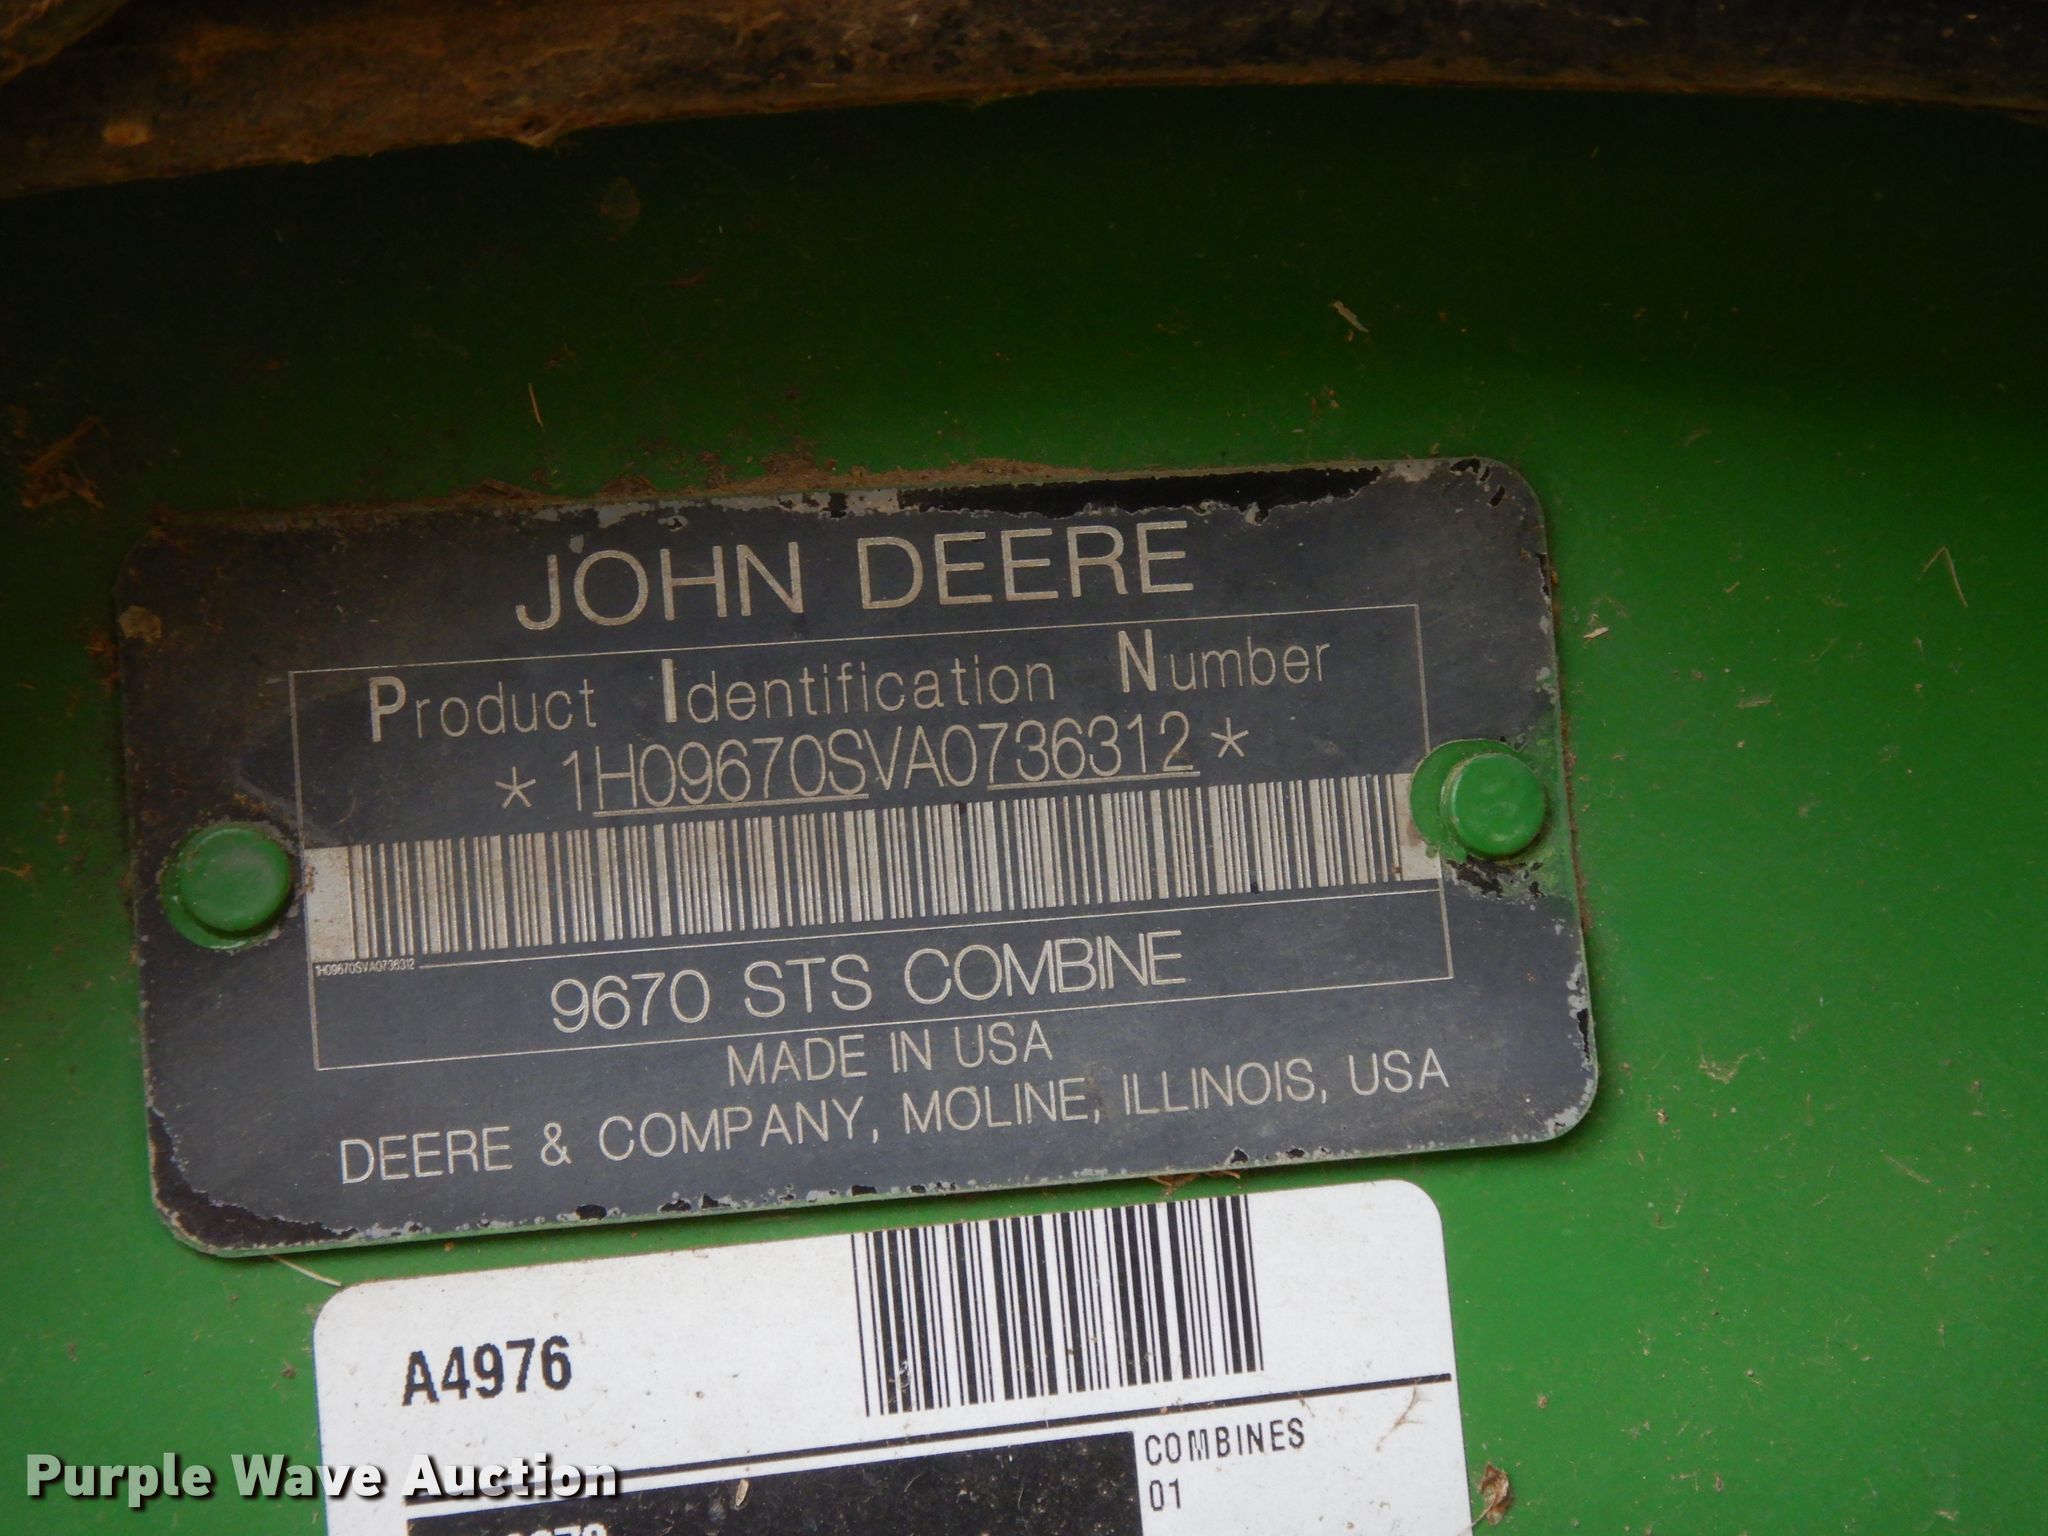 JOHN DEERE
Product Identification Number
* 1H09670SVA0736312 *
1H09670SVA0736312
9670 STS COMBINE
MADE IN USA
DEERE & COMPANY, MOLINE, ILLINOIS, USA
A4976
COMBINES
01
Purple Wave Auction